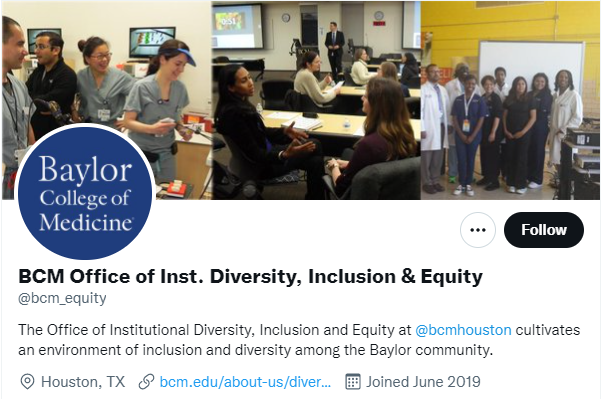 Baylor
College of
Medicine
Follow
BCM Office of Inst. Diversity, Inclusion & Equity
@bcm_equity
The Office of Institutional Diversity, Inclusion and Equity at @bcmhouston cultivates
an environment of inclusion and diversity among the Baylor community.
Houston, TX bcm.edu/about-us/diver... Joined June 2019